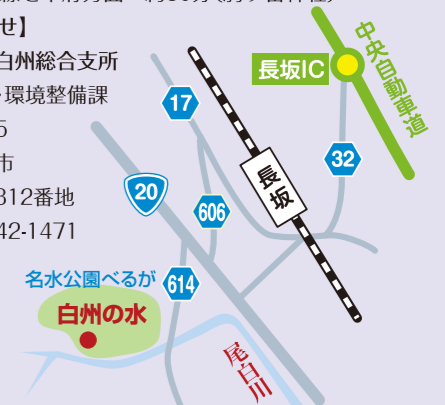 せ】
白州総合支所
・環境整備課
5
市
312番地
42-1471
中央自動車道
長坂IC
17
32
長坂
20
606
614
名水公園べるが
白州の水
尾白川